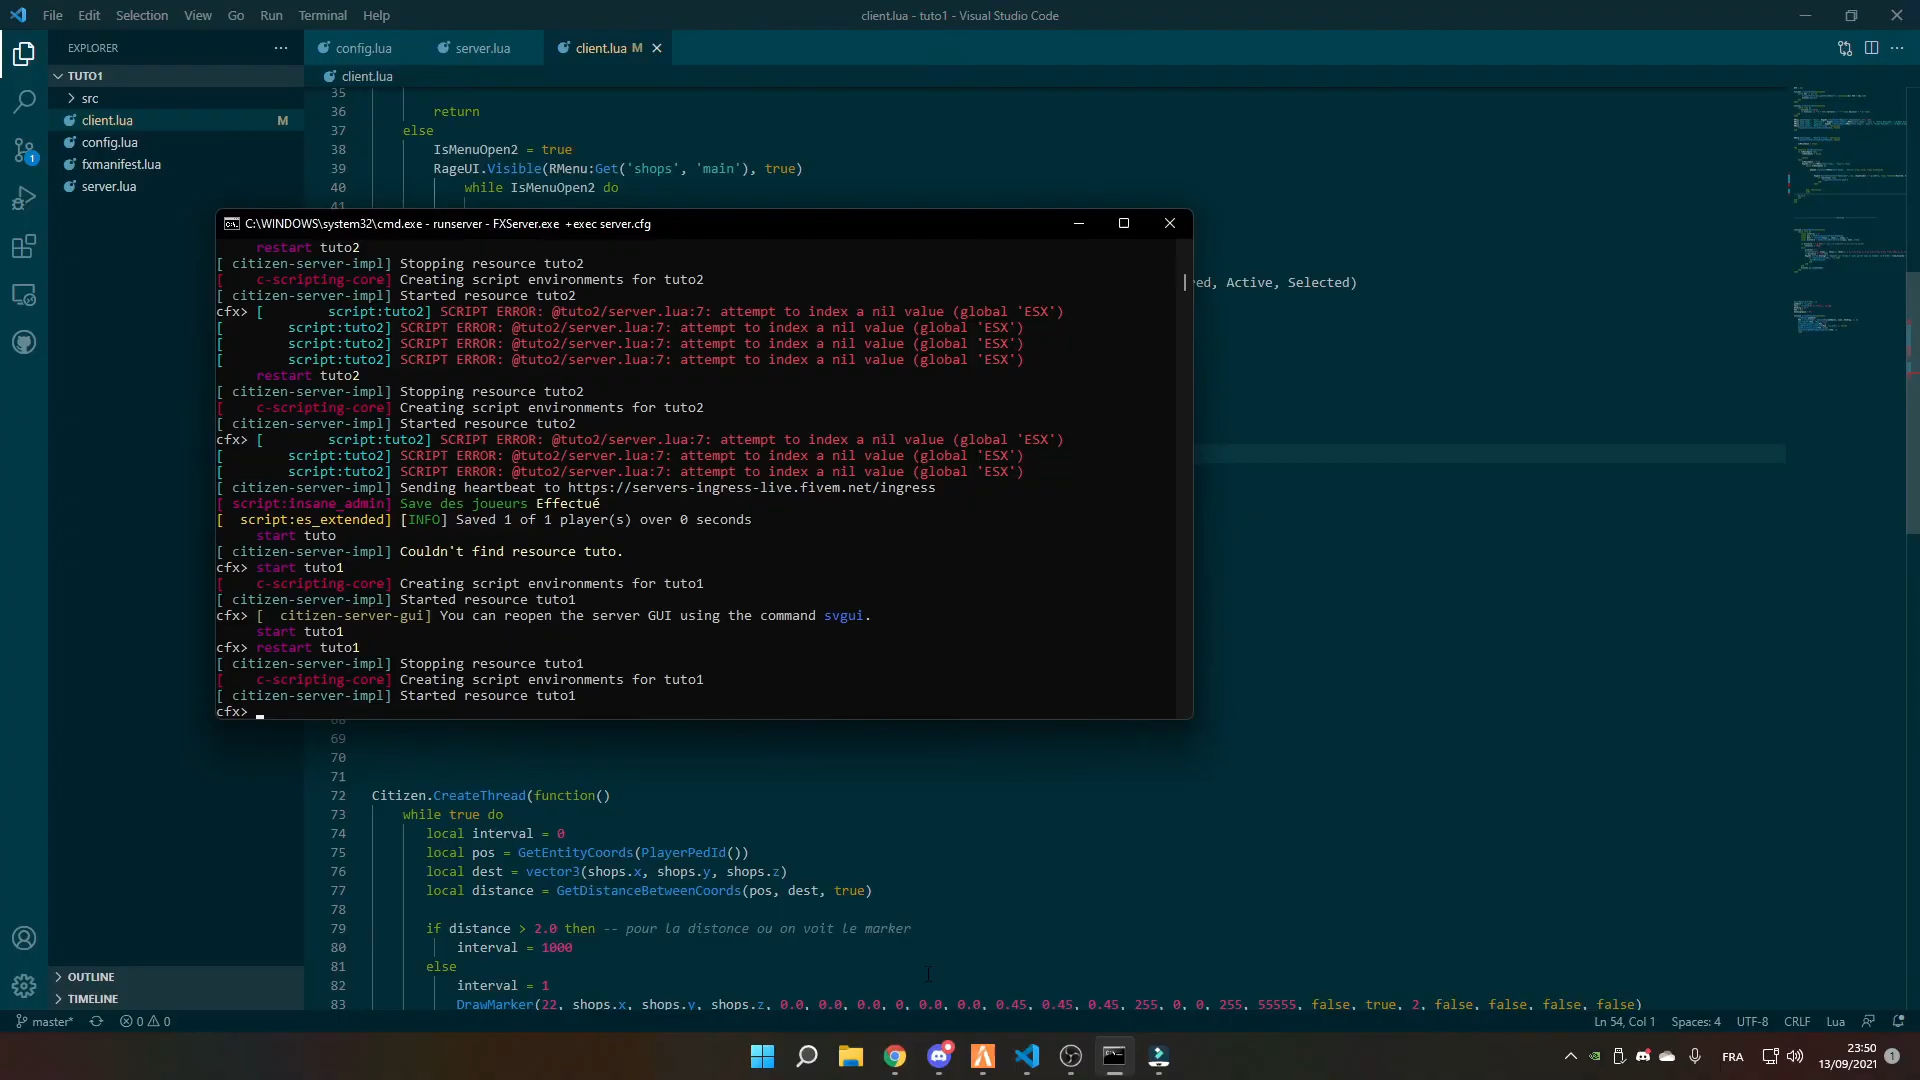 File Edit Selection View Go Run Terminal Help
client.lua - tuto1 - Visual Studio Code
EXPLORER
config.lua
server.lua
client.lua M
TUTO1
src
client.lua M
config.lua
fxmanifest.lua
server.lua
OUTLINE
TIMELINE
client.lua
35
36 return
37 else
38 IsMenuOpen2 = true
39 RageUI.Visible(RMenu:Get('shops', 'main'), true)
40 while IsMenuOpen2 do
41
ed, Active, Selected)
C:\WINDOWS\system32\cmd.exe - runserver - FXServer.exe +exec server.cfg
restart tuto2
[ citizen-server-impl] Stopping resource tuto2
[ c-scripting-core] Creating script environments for tuto2
[ citizen-server-impl] Started resource tuto2
cfx> [ script:tuto2] SCRIPT ERROR: @tuto2/server.lua:7: attempt to index a nil value (global 'ESX')
[ script:tuto2] SCRIPT ERROR: @tuto2/server.lua:7: attempt to index a nil value (global 'ESX')
[ script:tuto2] SCRIPT ERROR: @tuto2/server.lua:7: attempt to index a nil value (global 'ESX')
[ script:tuto2] SCRIPT ERROR: @tuto2/server.lua:7: attempt to index a nil value (global 'ESX')
restart tuto2
[ citizen-server-impl] Stopping resource tuto2
[ c-scripting-core] Creating script environments for tuto2
[ citizen-server-impl] Started resource tuto2
cfx> [ script:tuto2] SCRIPT ERROR: @tuto2/server.lua:7: attempt to index a nil value (global 'ESX')
[ script:tuto2] SCRIPT ERROR: @tuto2/server.lua:7: attempt to index a nil value (global 'ESX')
[ script:tuto2] SCRIPT ERROR: @tuto2/server.lua:7: attempt to index a nil value (global 'ESX')
[ citizen-server-impl] Sending heartbeat to https://servers-ingress-live.fivem.net/ingress
[ script:insane_admin] Save des joueurs Effectué
[ script:es_extended] [INFO] Saved 1 of 1 player(s) over 0 seconds
start tuto
[ citizen-server-impl] Couldn't find resource tuto.
cfx> start tuto1
[ c-scripting-core] Creating script environments for tuto1
[ citizen-server-impl] Started resource tuto1
cfx> [ citizen-server-gui] You can reopen the server GUI using the command svgui.
start tuto1
cfx> restart tuto1
[ citizen-server-impl] Stopping resource tuto1
[ c-scripting-core] Creating script environments for tuto1
[ citizen-server-impl] Started resource tuto1
cfx>
68
69
70
71
72 Citizen.CreateThread(function()
73 while true do
74 local interval = 0
75 local pos = GetEntityCoords(PlayerPedId())
76 local dest = vector3(shops.x, shops.y, shops.z)
77 local distance = GetDistanceBetweenCoords(pos, dest, true)
78
79 if distance > 2.0 then -- pour la distonce ou on voit le marker
80 interval = 1000
81 else
82 interval = 1
83 DrawMarker(22, shops.x, shops.y, shops.z, 0.0, 0.0, 0.0, 0, 0.0, 0.0, 0.45, 0.45, 0.45, 255, 0, 0, 255, 55555, false, true, 2, false, false, false, false)
master* 0 0
Ln 54, Col 1 Spaces: 4 UTF-8 CRLF Lua
FRA
23:50
13/09/2021
1